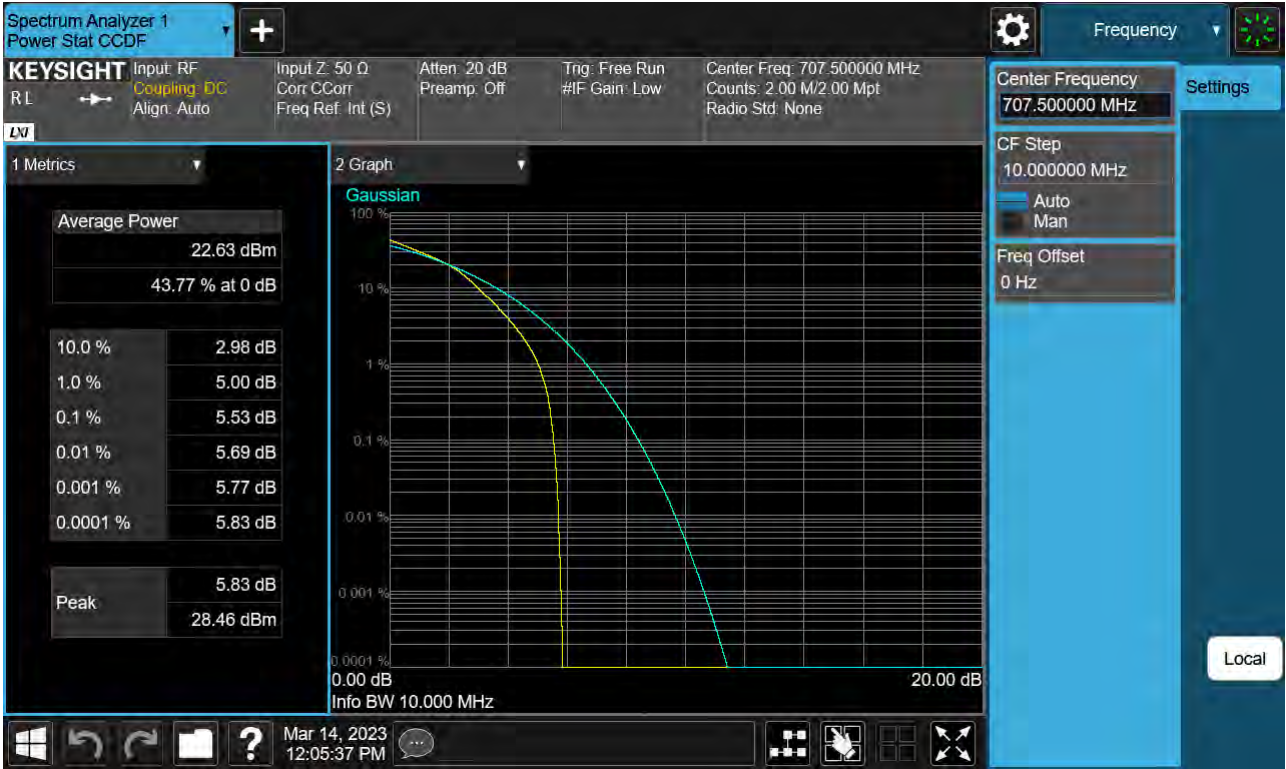 Spectrum Analyzer 1
Power Stat CCDF
+
Frequency
KEYSIGHT
RL
LXI
Input: RF
Coupling: DC
Align: Auto
Input Z: 50 Ω
Corr CCorr
Freq Ref: Int (S)
Atten: 20 dB
Preamp: Off
Trig: Free Run
#IF Gain: Low
Center Freq: 707.500000 MHz
Counts: 2.00 M/2.00 Mpt
Radio Std: None
Center Frequency
707.500000 MHz
Settings
CF Step
10.000000 MHz
Auto
Man
Freq Offset
0 Hz
1 Metrics
Average Power
22.63 dBm
43.77 % at 0 dB
10.0 % 2.98 dB
1.0 % 5.00 dB
0.1 % 5.53 dB
0.01 % 5.69 dB
0.001 % 5.77 dB
0.0001 % 5.83 dB
Peak
5.83 dB
28.46 dBm
2 Graph
Gaussian
100 %
10 %
1 %
0.1 %
0.01 %
0.001 %
0.0001 %
0.00 dB 20.00 dB
Info BW 10.000 MHz
Local
?
Mar 14, 2023
12:05:37 PM